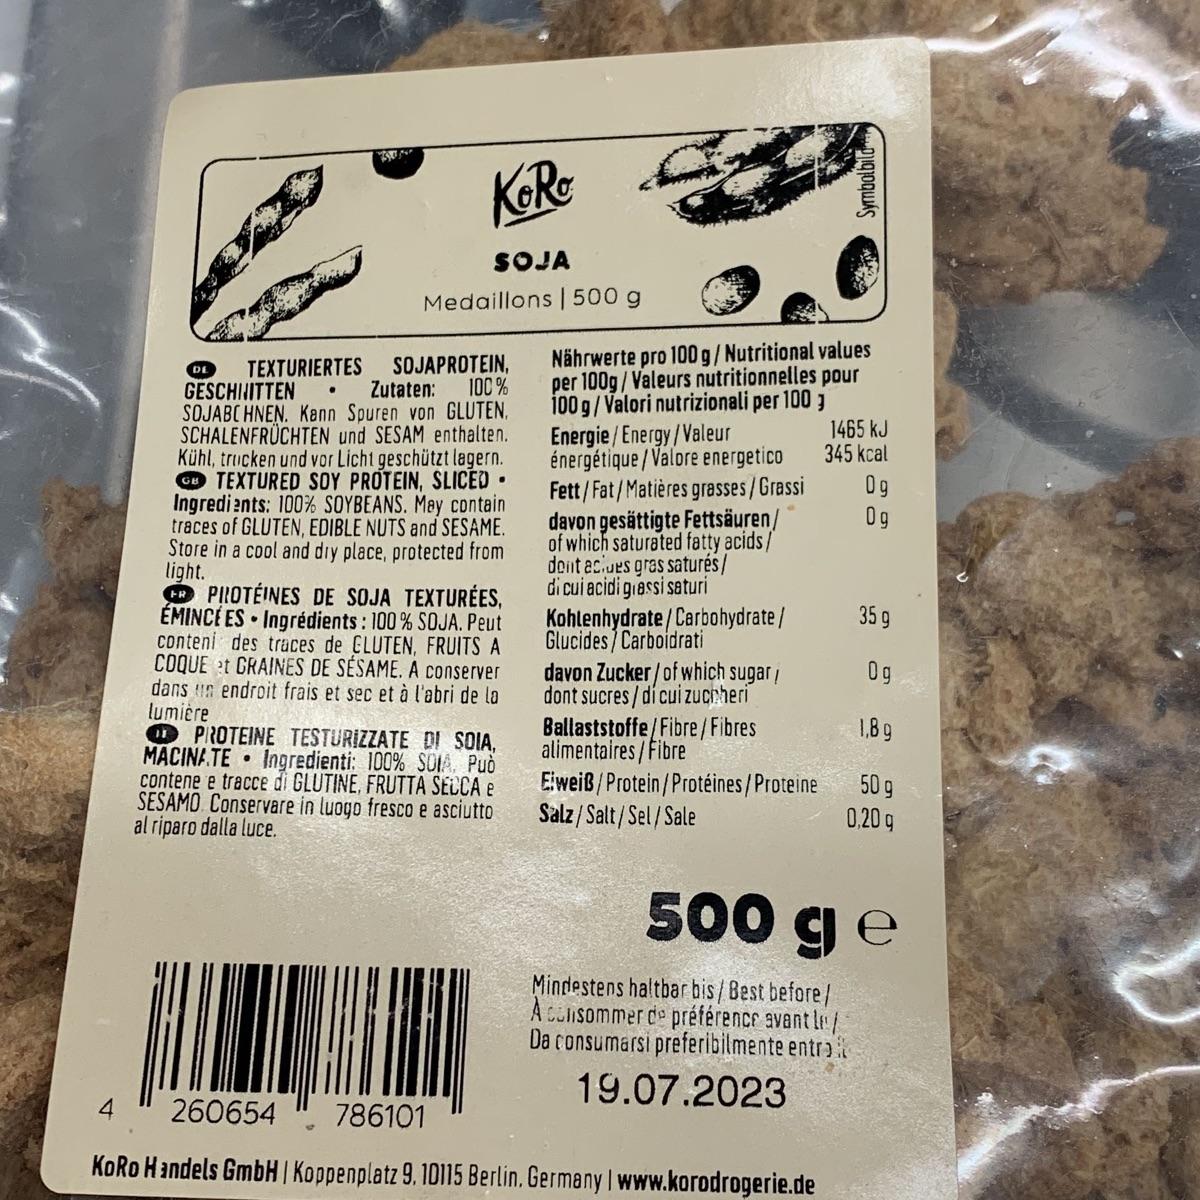 KoRo
Symbolbild
SOJA
Medaillons | 500 g
DE TEXTURIERTES SOJAPROTEIN,
GESCHNITTEN • Zutaten: 100 %
SOJABOHNEN. Kann Spuren von GLUTEN,
SCHALENFRÜCHTEN und SESAM enthalten.
Kühl, trocken und vor Licht geschützt lagern.
GB TEXTURED SOY PROTEIN, SLICED •
Ingredients: 100% SOYBEANS. May contain
traces of GLUTEN, EDIBLE NUTS and SESAME.
Store in a cool and dry place, protected from
light.
FR PROTÉINES DE SOJA TEXTURÉES,
ÉMINCÉES • Ingrédients : 100 % SOJA. Peut
contenir des traces de GLUTEN, FRUITS A
COQUE et GRAINES DE SÉSAME. A conserver
dans un endroit frais et sec et à l'abri de la
lumière
IT PROTEINE TESTURIZZATE DI SOIA,
MACINATE • Ingredienti: 100% SOIA. Può
contenere tracce di GLUTINE, FRUTTA SECCA e
SESAMO. Conservare in luogo fresco e asciutto
al riparo dalla luce.
Nährwerte pro 100 g / Nutritional values
per 100g / Valeurs nutritionnelles pour
100 g / Valori nutrizionali per 100 g
Energie / Energy / Valeur 1465 kJ
énergétique / Valore energetico 345 kcal
Fett / Fat / Matières grasses / Grassi 0 g
davon gesättigte Fettsäuren / 0 g
of which saturated fatty acids /
dont acides gras saturés /
di cui acidi grassi saturi
Kohlenhydrate / Carbohydrate / 35 g
Glucides / Carboidrati
davon Zucker / of which sugar / 0 g
dont sucres / di cui zuccheri
Ballaststoffe / Fibre / Fibres 1,8 g
alimentaires / Fibre
Eiweiß / Protein / Protéines / Proteine 50 g
Salz / Salt / Sel / Sale 0,20 g
500 g e
Mindestens haltbar bis / Best before /
À consommer de préférence avant le /
Da consumarsi preferibilmente entro il
19.07.2023
4 260654 786101
KoRo Handels GmbH | Koppenplatz 9, 10115 Berlin, Germany | www.korodrogerie.de